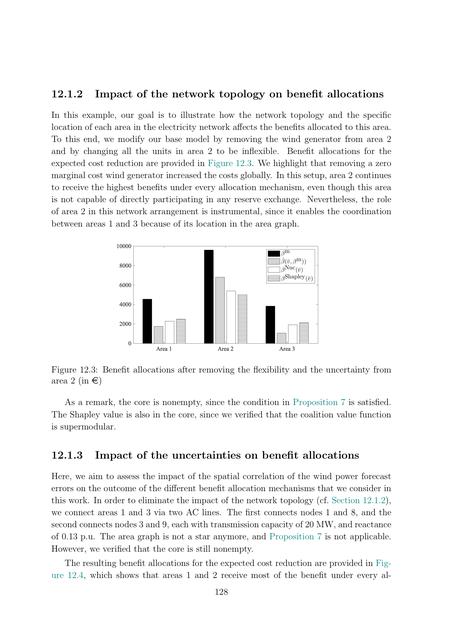 12.1.2 Impact of the network topology on benefit allocations
In this example, our goal is to illustrate how the network topology and the specific
location of each area in the electricity network affects the benefits allocated to this area.
To this end, we modify our base model by removing the wind generator from area 2
and by changing all the units in area 2 to be inflexible. Benefit allocations for the
expected cost reduction are provided in Figure 12.3. We highlight that removing a zero
marginal cost wind generator increased the costs globally. In this setup, area 2 continues
to receive the highest benefits under every allocation mechanism, even though this area
is not capable of directly participating in any reserve exchange. Nevertheless, the role
of area 2 in this network arrangement is instrumental, since it enables the coordination
between areas 1 and 3 because of its location in the area graph.
10000
8000
6000
4000
2000
0
Area 1 Area 2 Area 3
β^m
β^Nuc(v̄)
β^Shapley(v̄)
Figure 12.3: Benefit allocations after removing the flexibility and the uncertainty from
area 2 (in €)
As a remark, the core is nonempty, since the condition in Proposition 7 is satisfied.
The Shapley value is also in the core, since we verified that the coalition value function
is supermodular.
12.1.3 Impact of the uncertainties on benefit allocations
Here, we aim to assess the impact of the spatial correlation of the wind power forecast
errors on the outcome of the different benefit allocation mechanisms that we consider in
this work. In order to eliminate the impact of the network topology (cf. Section 12.1.2),
we connect areas 1 and 3 via two AC lines. The first connects nodes 1 and 8, and the
second connects nodes 3 and 9, each with transmission capacity of 20 MW, and reactance
of 0.13 p.u. The area graph is not a star anymore, and Proposition 7 is not applicable.
However, we verified that the core is still nonempty.
The resulting benefit allocations for the expected cost reduction are provided in Fig-
ure 12.4, which shows that areas 1 and 2 receive most of the benefit under every al-
128